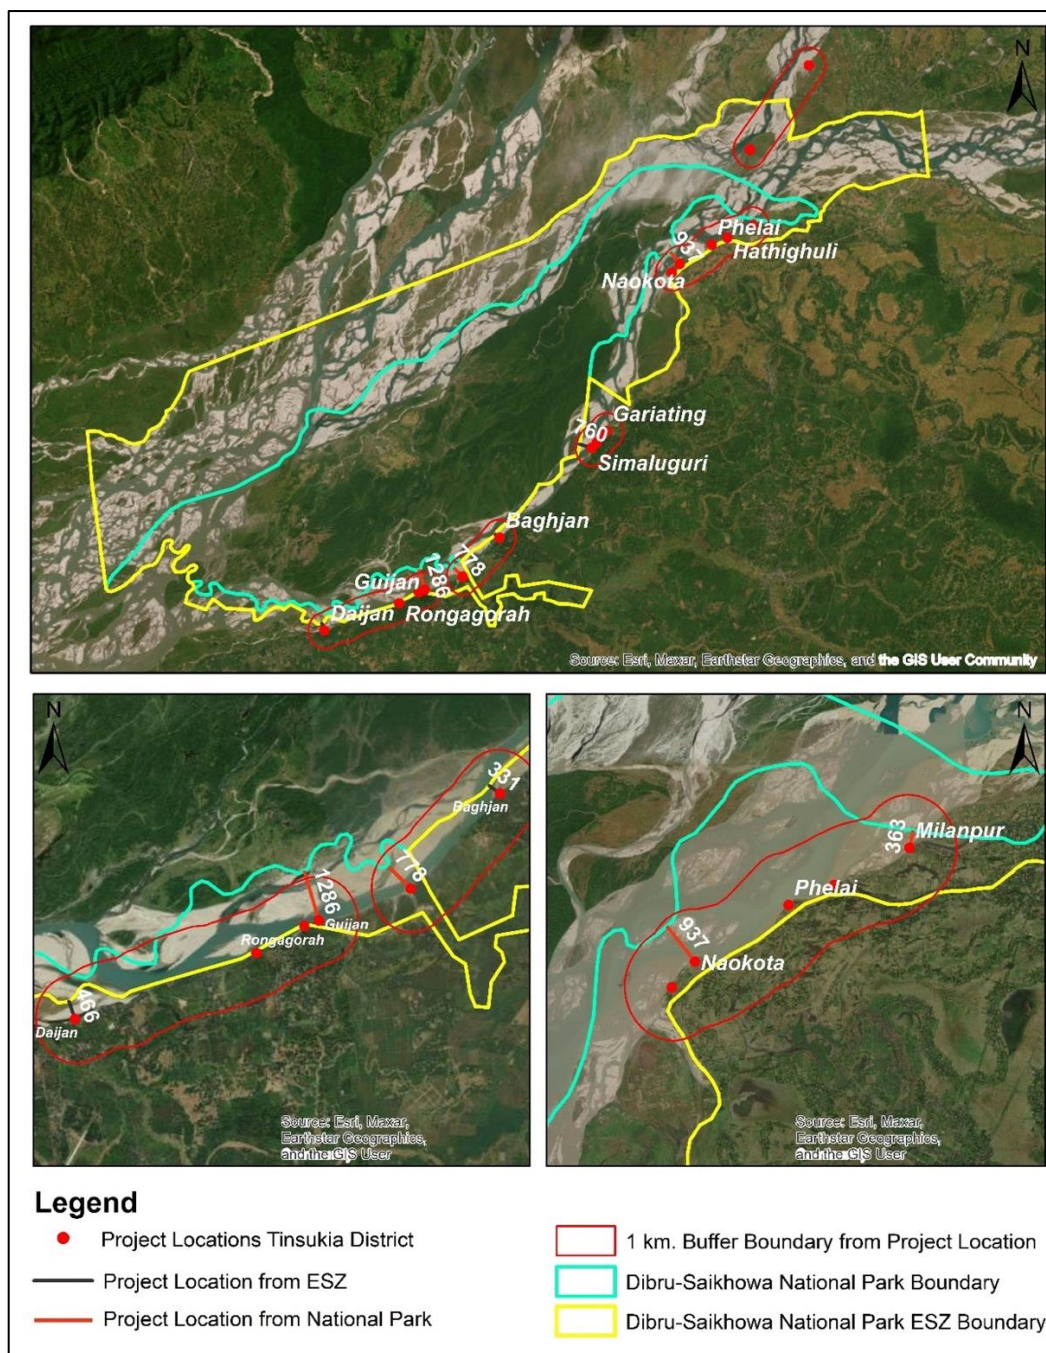 N
Phelai
937
Hathighuli
Naokota
Gariating
760
Simaluguri
Baghjan
778
Guijan
1286
Daijan
Rongagorah
Source: Esri, Maxar, Earthstar Geographics, and the GIS User Community
N
331
Baghjan
778
1286
Guijan
Rongagorah
466
Daijan
Source: Esri, Maxar,
Earthstar Geographics,
and the GIS User
N
363
Milanpur
Phelai
937
Naokota
Source: Esri, Maxar,
Earthstar Geographics,
and the GIS User
Legend
Project Locations Tinsukia District
Project Location from ESZ
Project Location from National Park
1 km. Buffer Boundary from Project Location
Dibru-Saikhowa National Park Boundary
Dibru-Saikhowa National Park ESZ Boundary